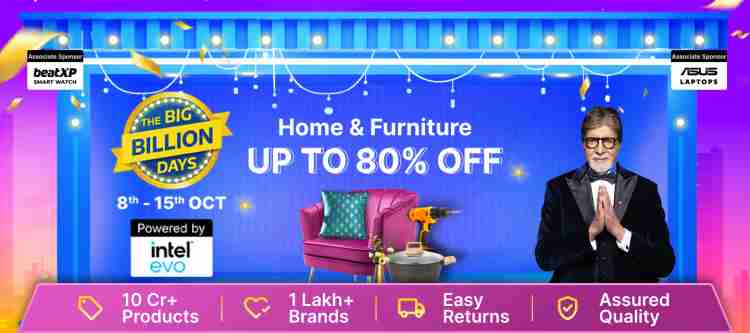 Associate Sponsor
beatXP
SMART WATCH
Associate Sponsor
ASUS
LAPTOPS
THE BIG
BILLION
DAYS
8th - 15th OCT
Powered by
intel
evo
Home & Furniture
UP TO 80% OFF
10 Cr+
Products
1 Lakh+
Brands
Easy
Returns
Assured
Quality